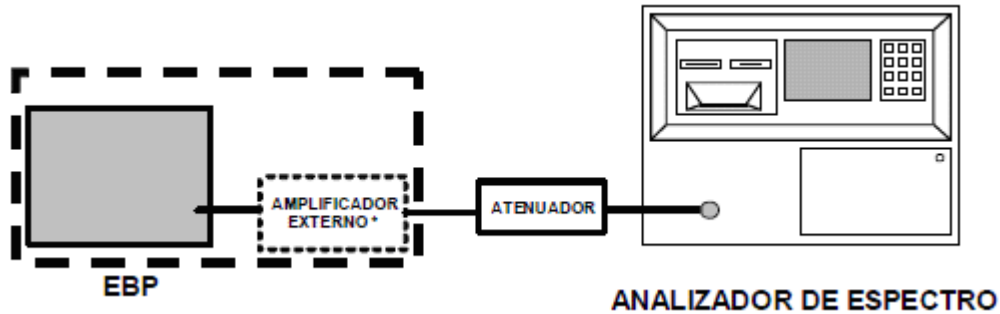 AMPLIFICADOR
EXTERNO *
ATENUADOR
EBP
ANALIZADOR DE ESPECTRO